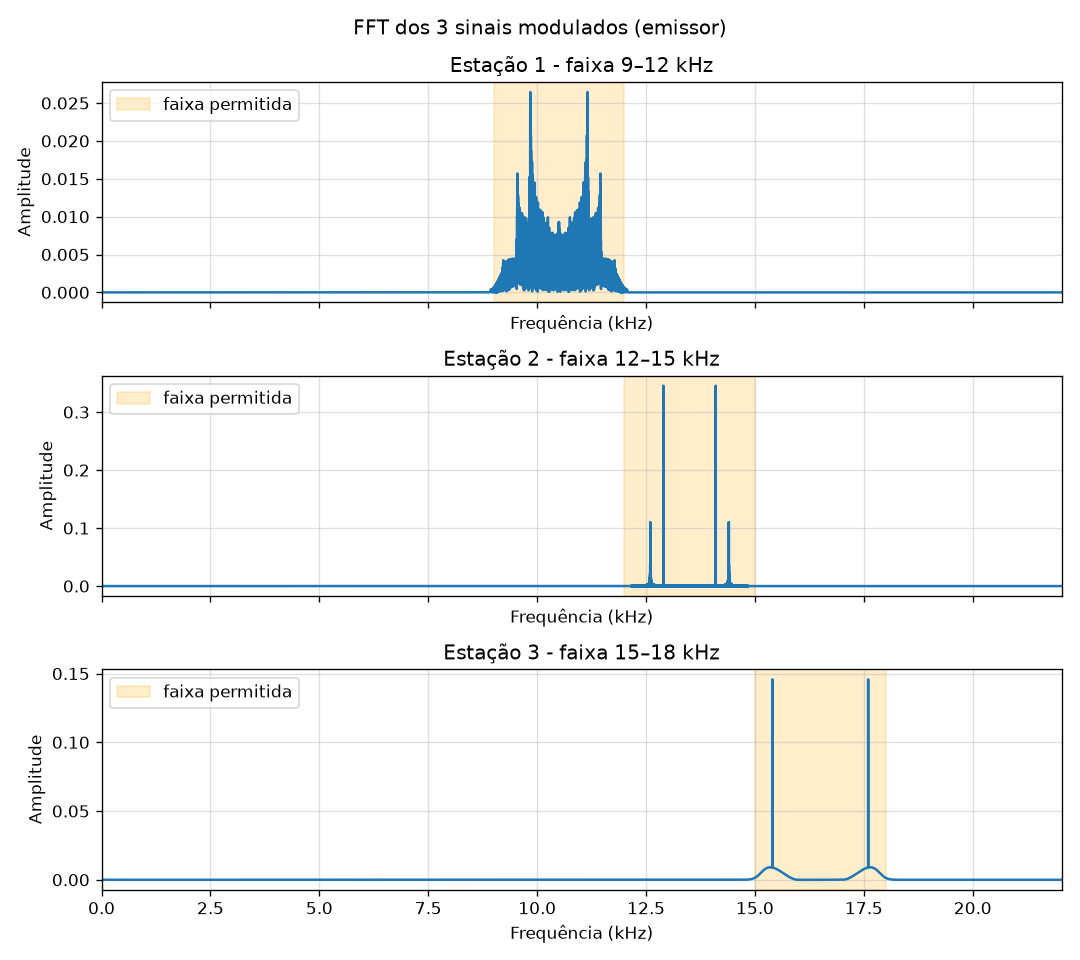 FFT dos 3 sinais modulados (emissor)
Estação 1 - faixa 9–12 kHz
faixa permitida
Amplitude
0.025
0.020
0.015
0.010
0.005
0.000
Frequência (kHz)
Estação 2 - faixa 12–15 kHz
faixa permitida
Amplitude
0.3
0.2
0.1
0.0
Frequência (kHz)
Estação 3 - faixa 15–18 kHz
faixa permitida
Amplitude
0.15
0.10
0.05
0.00
0.0 2.5 5.0 7.5 10.0 12.5 15.0 17.5 20.0
Frequência (kHz)